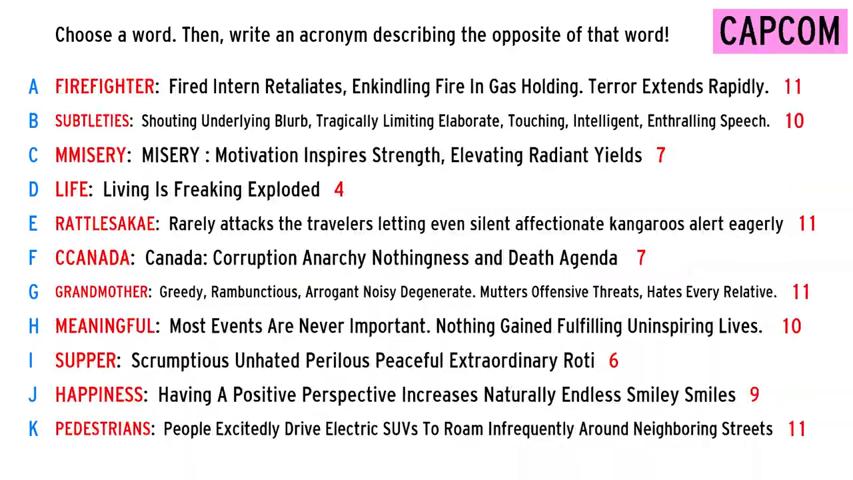 Choose a word. Then, write an acronym describing the opposite of that word! CAPCOM
A FIREFIGHTER: Fired Intern Retaliates, Enkindling Fire In Gas Holding. Terror Extends Rapidly. 11
B SUBTLETIES: Shouting Underlying Blurb, Tragically Limiting Elaborate, Touching, Intelligent, Enthralling Speech. 10
C MMISERY: MISERY : Motivation Inspires Strength, Elevating Radiant Yields 7
D LIFE: Living Is Freaking Exploded 4
E RATTLESAKAE: Rarely attacks the travelers letting even silent affectionate kangaroos alert eagerly 11
F CCANADA: Canada: Corruption Anarchy Nothingness and Death Agenda 7
G GRANDMOTHER: Greedy, Rambunctious, Arrogant Noisy Degenerate. Mutters Offensive Threats, Hates Every Relative. 11
H MEANINGFUL: Most Events Are Never Important. Nothing Gained Fulfilling Uninspiring Lives. 10
I SUPPER: Scrumptious Unhated Perilous Peaceful Extraordinary Roti 6
J HAPPINESS: Having A Positive Perspective Increases Naturally Endless Smiley Smiles 9
K PEDESTRIANS: People Excitedly Drive Electric SUVs To Roam Infrequently Around Neighboring Streets 11